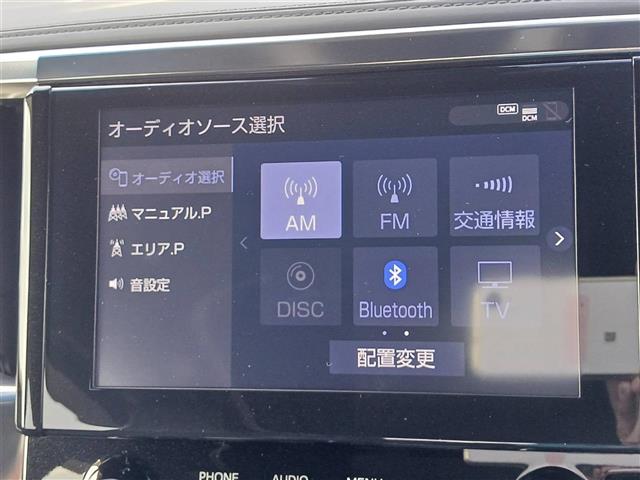 DCM
DCM
オーディオソース選択
オーディオ選択
マニュアル.P
エリア.P
音設定
AM
FM
交通情報
DISC
Bluetooth
TV
配置変更
PHONE
AUDIO
MENU